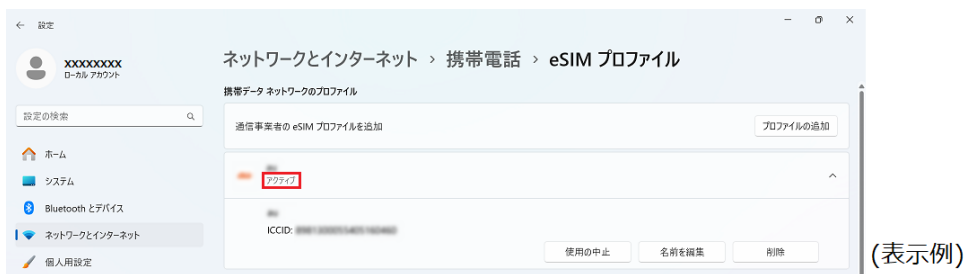 設定
xxxxxxxx
ローカル アカウント
設定の検索
ホーム
システム
Bluetooth とデバイス
ネットワークとインターネット
個人用設定
ネットワークとインターネット > 携帯電話 > eSIM プロファイル
携帯データ ネットワークのプロファイル
通信事業者の eSIM プロファイルを追加
プロファイルの追加
アクティブ
ICCID:
使用の中止
名前を編集
削除
(表示例)